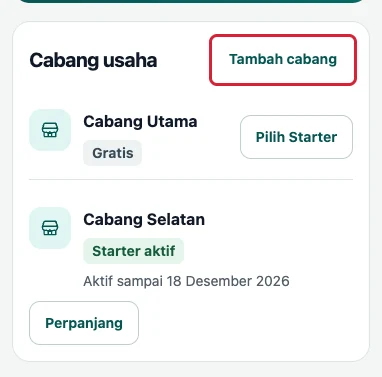 Cabang usaha
Tambah cabang
Cabang Utama
Gratis
Pilih Starter
Cabang Selatan
Starter aktif
Aktif sampai 18 Desember 2026
Perpanjang